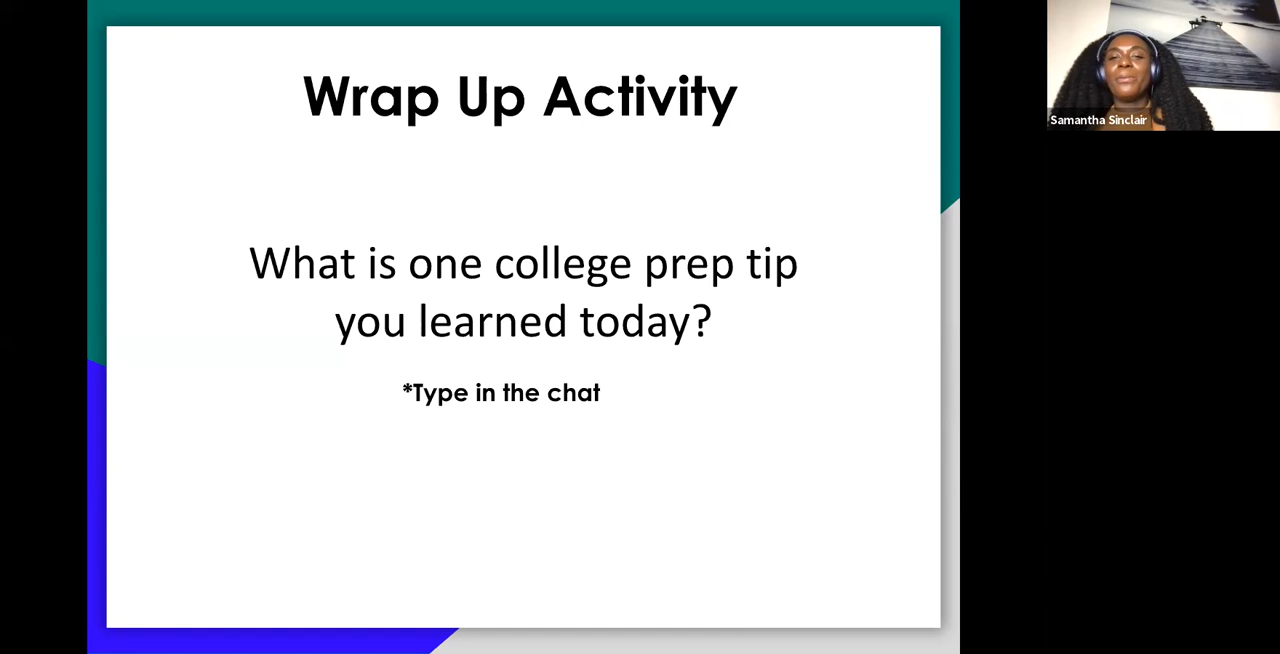 Wrap Up Activity
What is one college prep tip
you learned today?
*Type in the chat
Samantha Sinclair